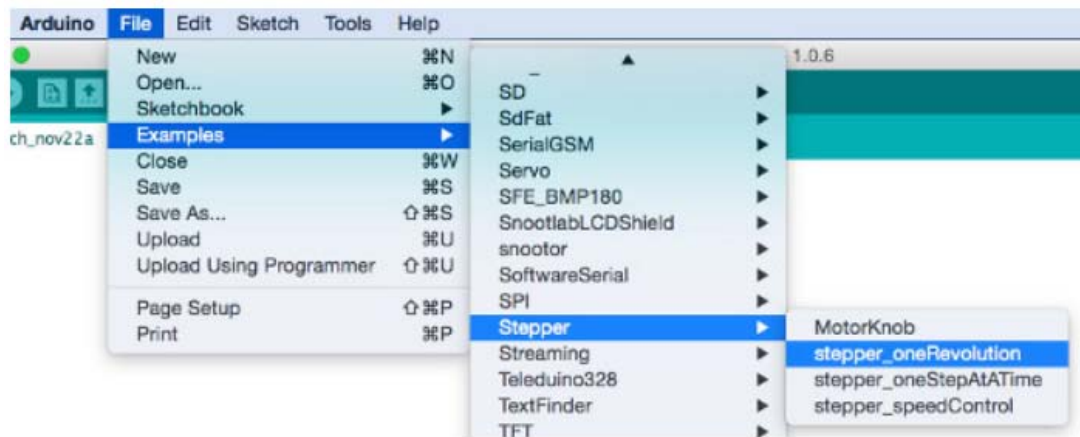 Arduino File Edit Sketch Tools Help
1.0.6
ch_nov22a
New ⌘N
Open... ⌘O
Sketchbook ▶
Examples ▶
Close ⌘W
Save ⌘S
Save As... ⇧⌘S
Upload ⌘U
Upload Using Programmer ⇧⌘U
Page Setup ⇧⌘P
Print ⌘P
SD ▶
SdFat ▶
SerialGSM ▶
Servo ▶
SFE_BMP180 ▶
SnootlabLCDShield ▶
snootor ▶
SoftwareSerial ▶
SPI ▶
Stepper ▶
Streaming ▶
Teleduino328 ▶
TextFinder ▶
TFT ▶
MotorKnob
stepper_oneRevolution
stepper_oneStepAtATime
stepper_speedControl